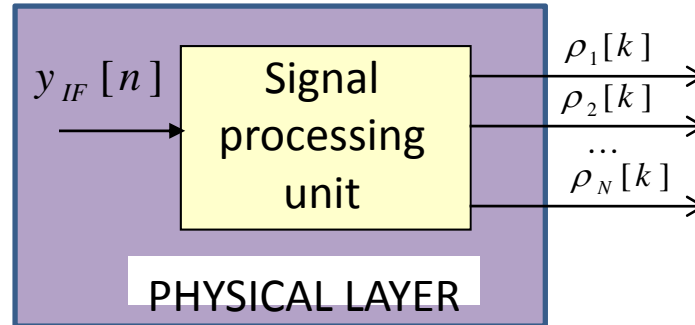 y_IF [n]
Signal
processing
unit
ρ_1[k]
ρ_2[k]
...
ρ_N[k]
PHYSICAL LAYER